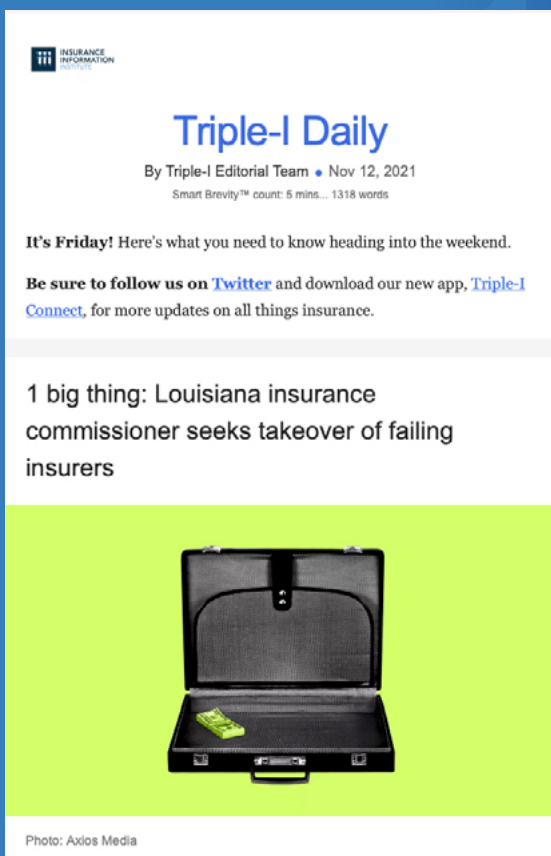 INSURANCE
INFORMATION
INSTITUTE
Triple-I Daily
By Triple-I Editorial Team • Nov 12, 2021
Smart Brevity™ count: 5 mins... 1318 words
It's Friday! Here's what you need to know heading into the weekend.
Be sure to follow us on Twitter and download our new app, Triple-I
Connect, for more updates on all things insurance.
1 big thing: Louisiana insurance
commissioner seeks takeover of failing
insurers
Photo: Axios Media